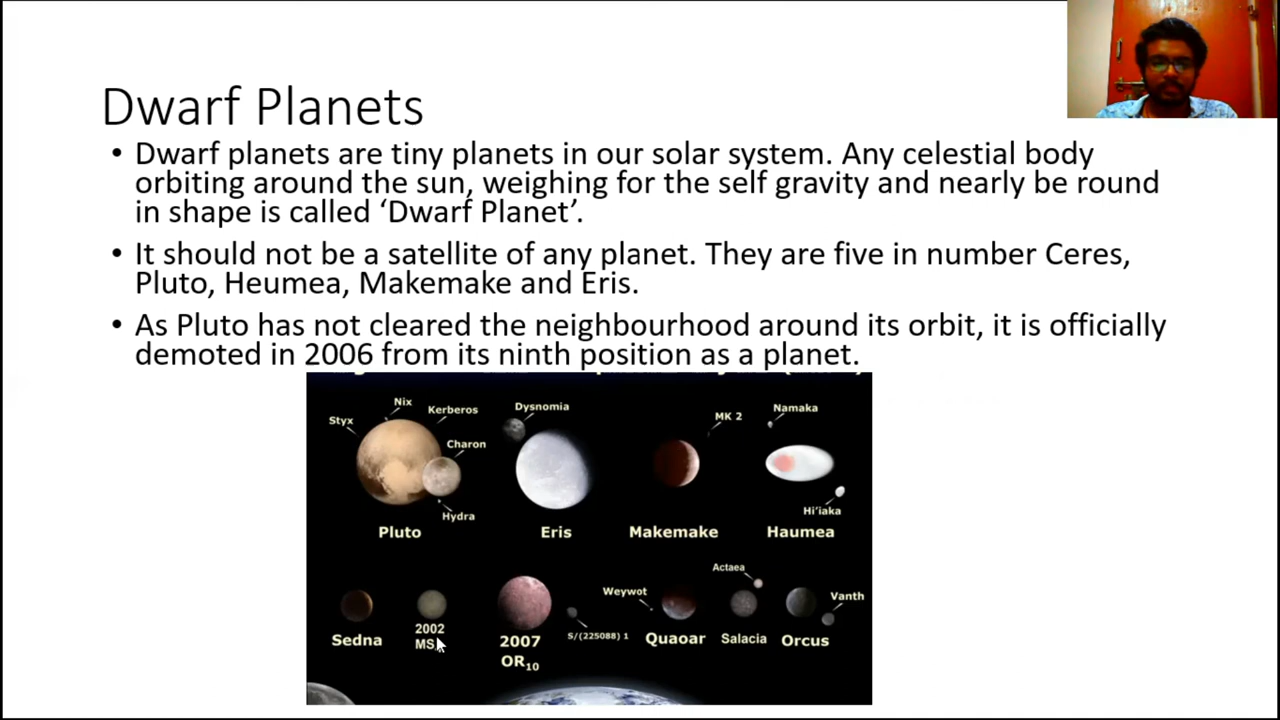 Dwarf Planets
• Dwarf planets are tiny planets in our solar system. Any celestial body
orbiting around the sun, weighing for the self gravity and nearly be round
in shape is called ‘Dwarf Planet’.
• It should not be a satellite of any planet. They are five in number Ceres,
Pluto, Heumea, Makemake and Eris.
• As Pluto has not cleared the neighbourhood around its orbit, it is officially
demoted in 2006 from its ninth position as a planet.
Styx
Nix
Kerberos
Charon
Hydra
Pluto
Dysnomia
Eris
MK 2
Makemake
Namaka
Hi'iaka
Haumea
Sedna
2002
2007
OR10
S/(225088) 1
Weywot
Quaoar
Actaea
Salacia
Vanth
Orcus